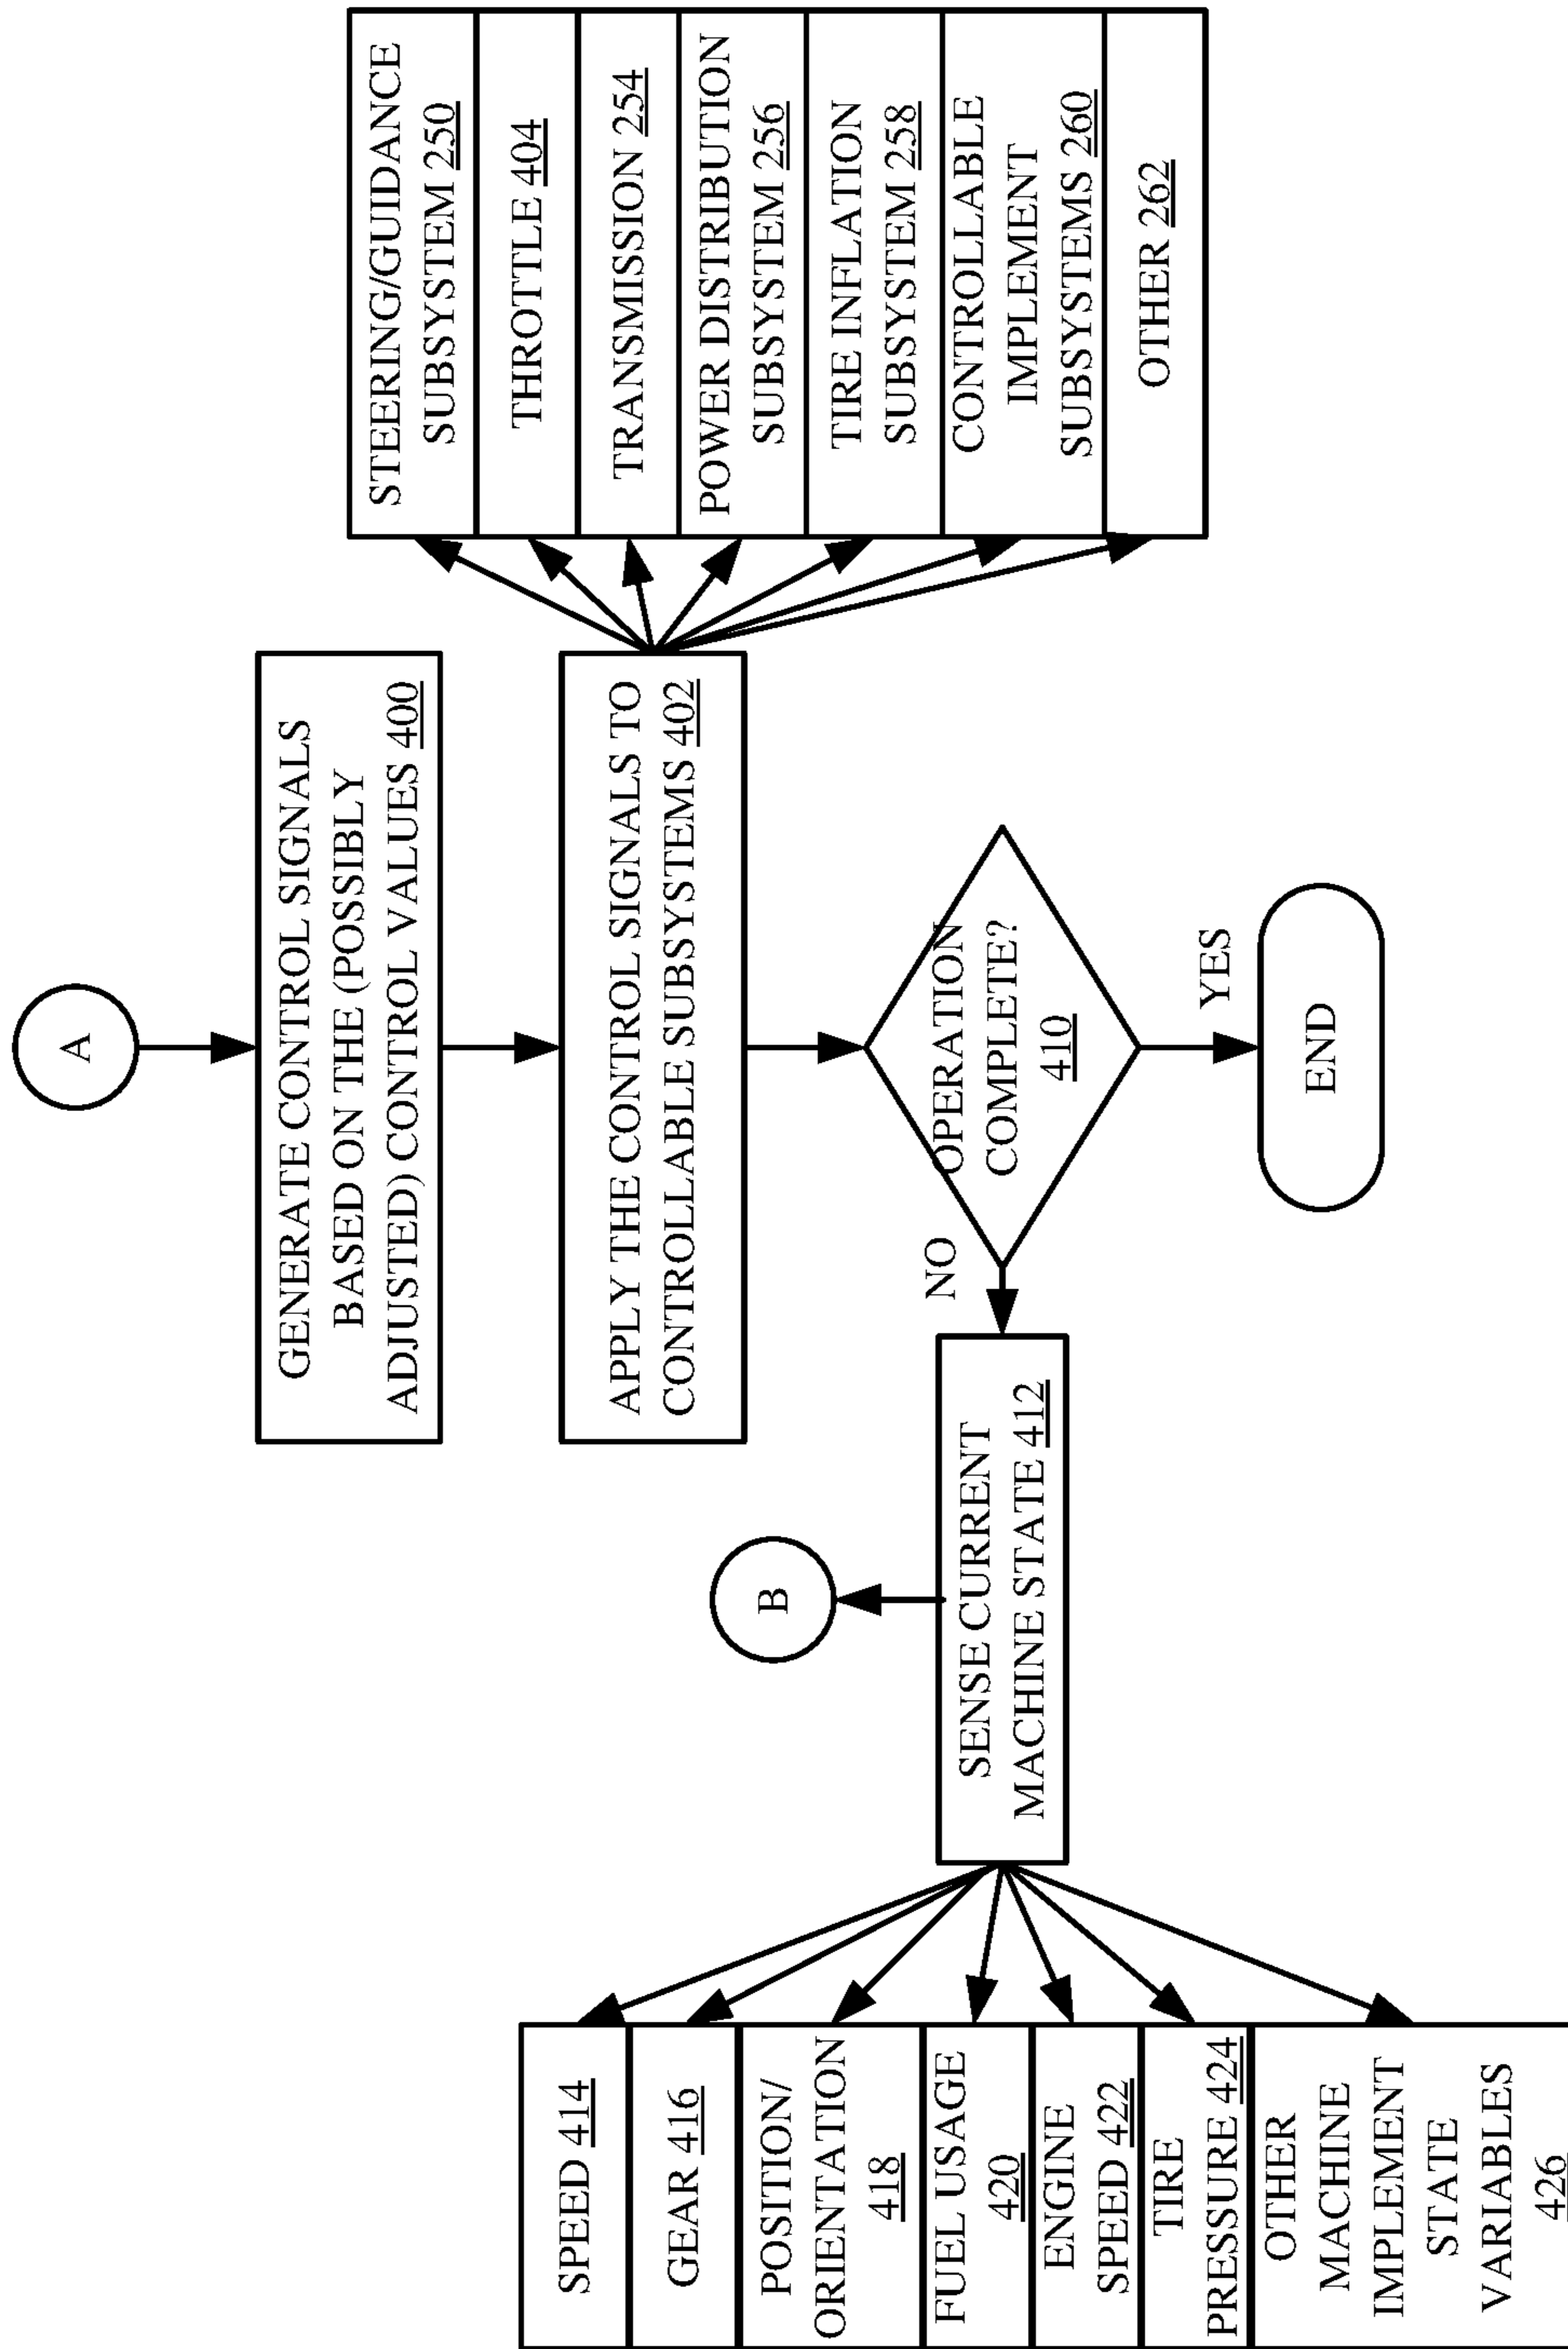 A
GENERATE CONTROL SIGNALS
BASED ON THE (POSSIBLY
ADJUSTED) CONTROL VALUES 400
APPLY THE CONTROL SIGNALS TO
CONTROLLABLE SUBSYSTEMS 402
STEERING/GUIDANCE
SUBSYSTEM 250
THROTTLE 404
TRANSMISSION 254
POWER DISTRIBUTION
SUBSYSTEM 256
TIRE INFLATION
SUBSYSTEM 258
CONTROLLABLE
IMPLEMENT
SUBSYSTEMS 260
OTHER 262
OPERATION
COMPLETE?
410
YES
END
NO
SENSE CURRENT
MACHINE STATE 412
B
SPEED 414
GEAR 416
POSITION/
ORIENTATION
418
FUEL USAGE
420
ENGINE
SPEED 422
TIRE
PRESSURE 424
OTHER
MACHINE
IMPLEMENT
STATE
VARIABLES
426